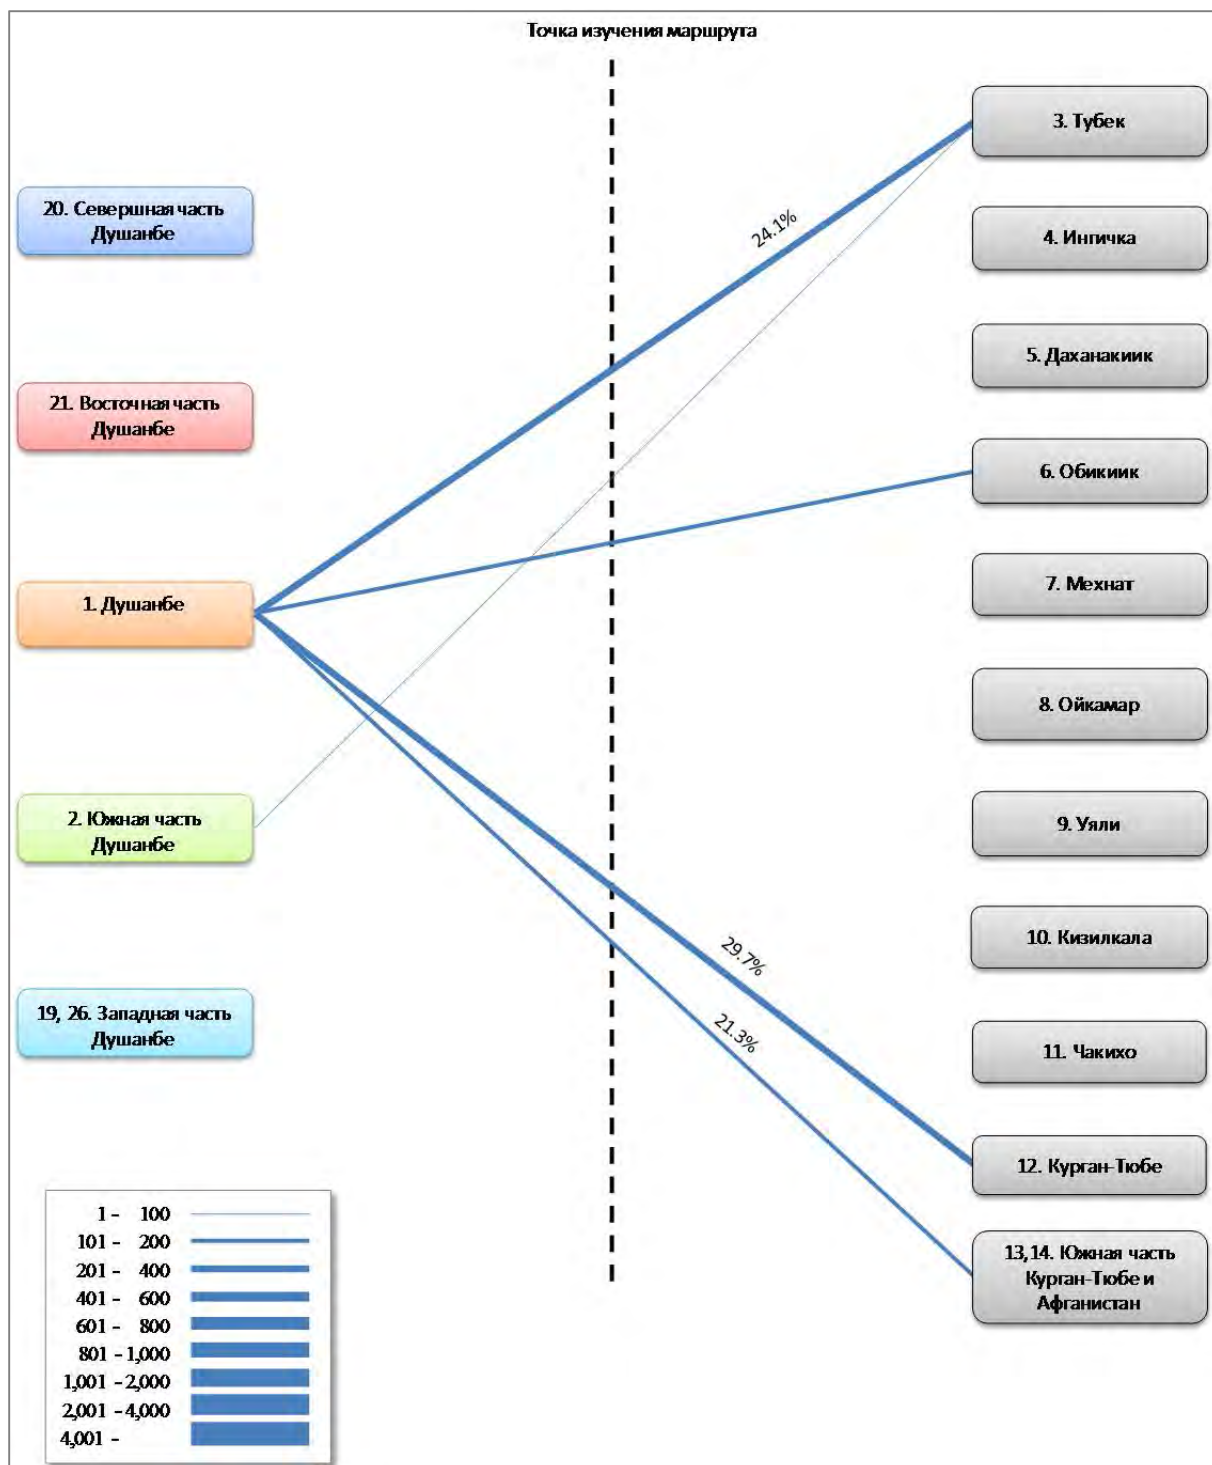 Точка изучения маршрута
20. Севершная часть
Душанбе
21. Восточная часть
Душанбе
1. Душанбе
2. Южная часть
Душанбе
19, 26. Западная часть
Душанбе
24.1%
29.7%
21.3%
3. Тубек
4. Ингичка
5. Даханакиик
6. Обикиик
7. Мехнат
8. Ойкамар
9. Уяли
10. Кизилкала
11. Чакихо
12. Курган-Тюбе
13,14. Южная часть
Курган-Тюбе и
Афганистан
1 - 100
101 - 200
201 - 400
401 - 600
601 - 800
801 - 1,000
1,001 - 2,000
2,001 - 4,000
4,001 -